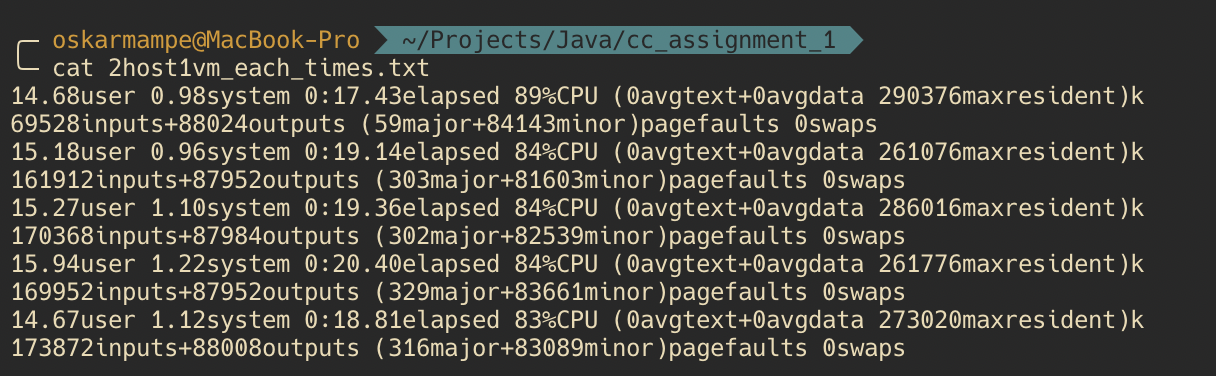 oskarmampe@MacBook-Pro ~/Projects/Java/cc_assignment_1
cat 2host1vm_each_times.txt
14.68user 0.98system 0:17.43elapsed 89%CPU (0avgtext+0avgdata 290376maxresident)k
69528inputs+88024outputs (59major+84143minor)pagefaults 0swaps
15.18user 0.96system 0:19.14elapsed 84%CPU (0avgtext+0avgdata 261076maxresident)k
161912inputs+87952outputs (303major+81603minor)pagefaults 0swaps
15.27user 1.10system 0:19.36elapsed 84%CPU (0avgtext+0avgdata 286016maxresident)k
170368inputs+87984outputs (302major+82539minor)pagefaults 0swaps
15.94user 1.22system 0:20.40elapsed 84%CPU (0avgtext+0avgdata 261776maxresident)k
169952inputs+87952outputs (329major+83661minor)pagefaults 0swaps
14.67user 1.12system 0:18.81elapsed 83%CPU (0avgtext+0avgdata 273020maxresident)k
173872inputs+88008outputs (316major+83089minor)pagefaults 0swaps